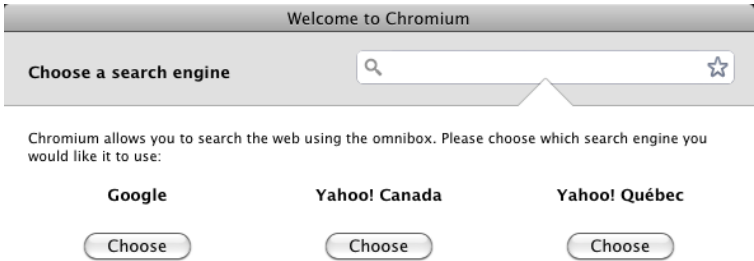 Welcome to Chromium
Choose a search engine
Chromium allows you to search the web using the omnibox. Please choose which search engine you
would like it to use:
Google Yahoo! Canada Yahoo! Québec
Choose Choose Choose